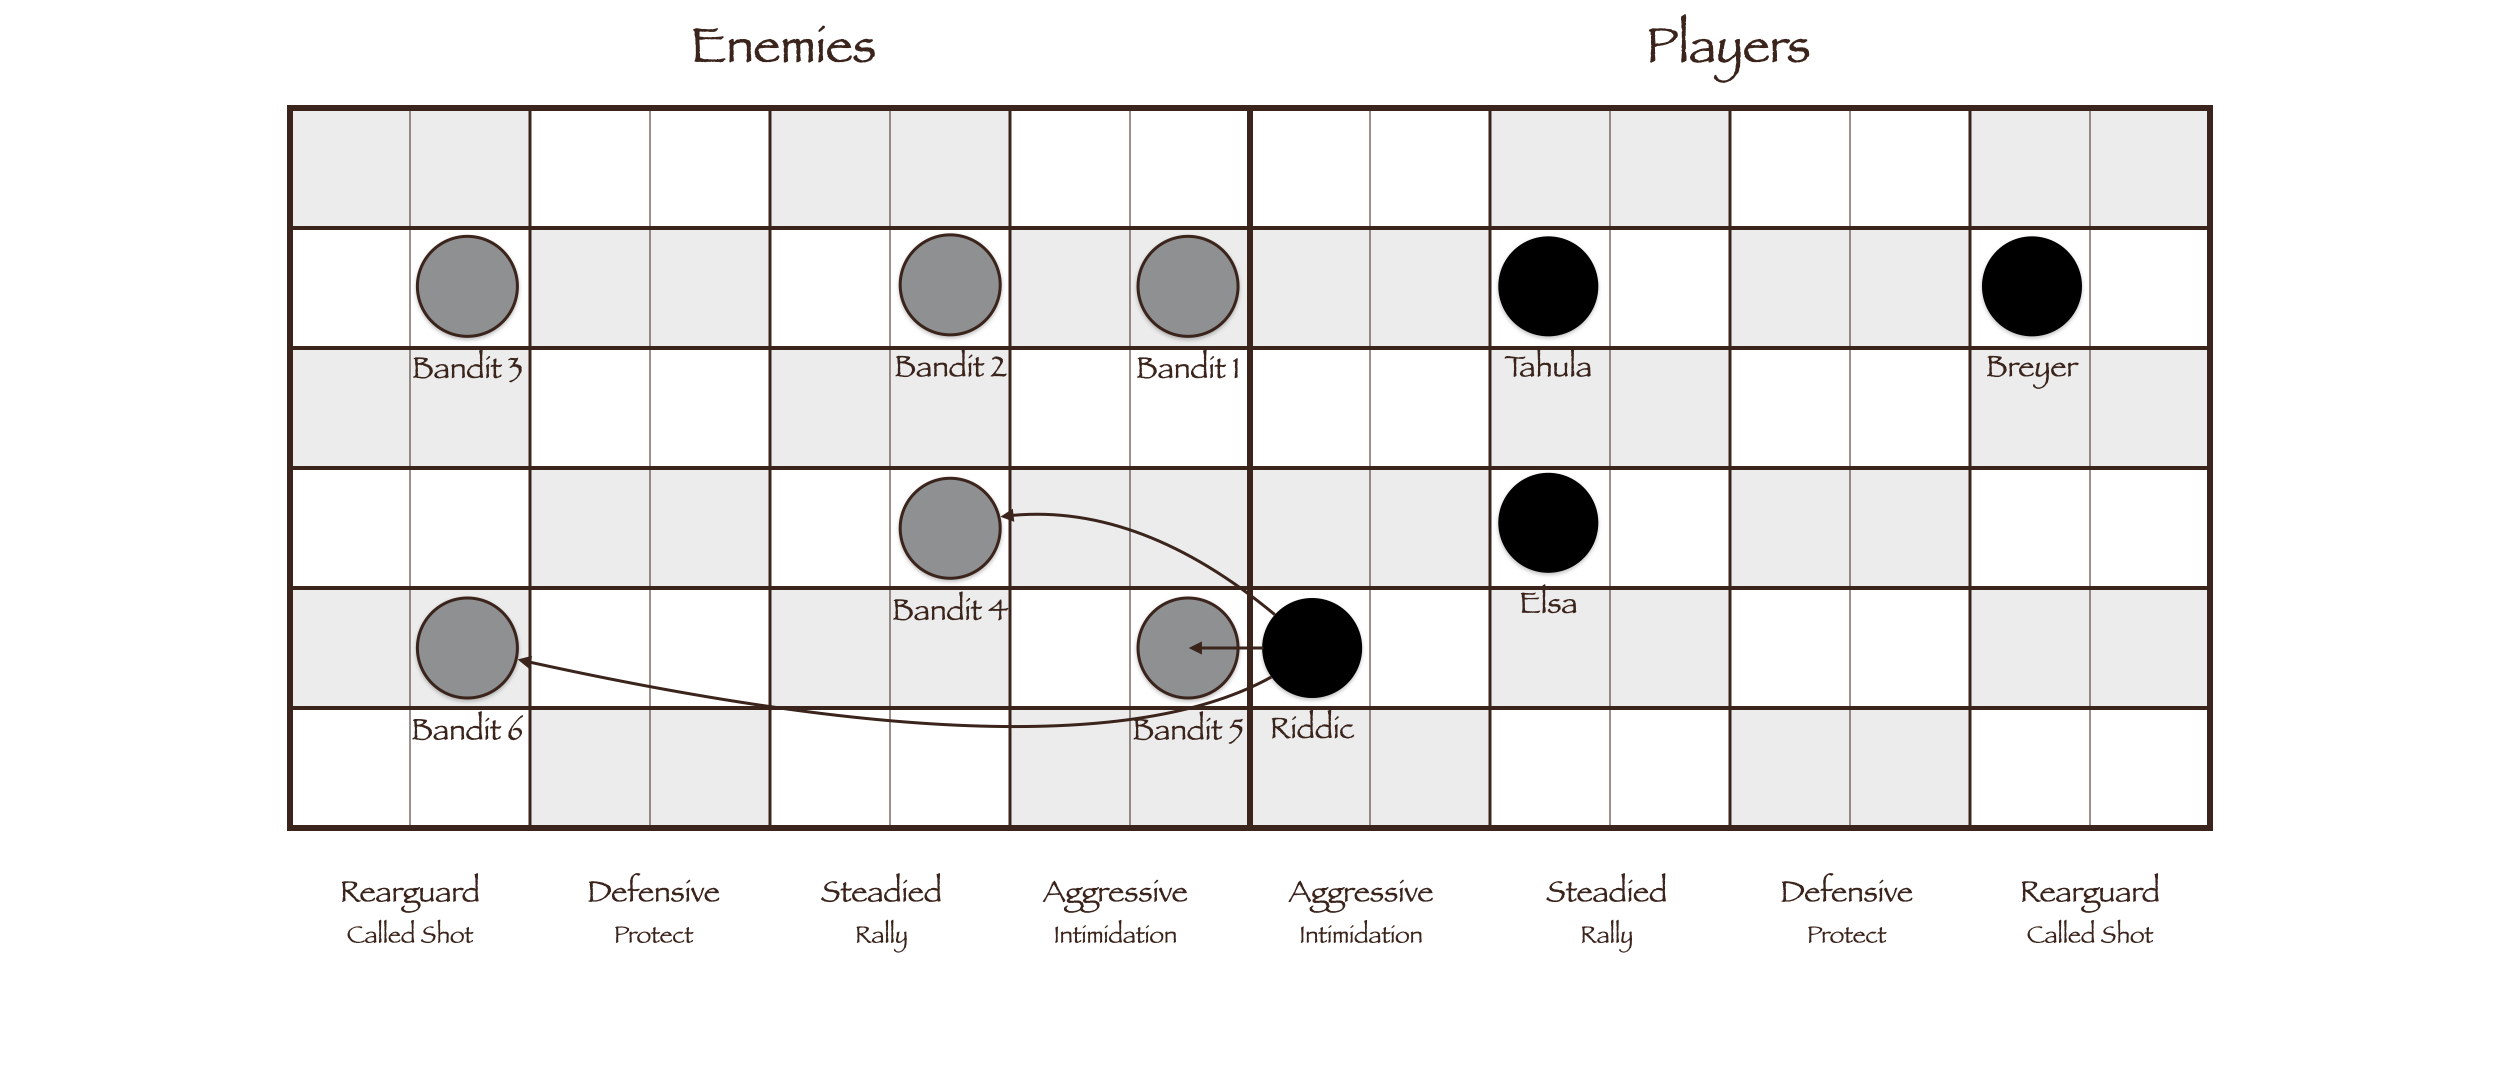 Enemies
Players
Bandit 3
Bandit 2
Bandit 1
Tahula
Breyer
Bandit 4
Elsa
Bandit 6
Bandit 5
Riddic
Rearguard
Defensive
Steadied
Aggressive
Aggressive
Steadied
Defensive
Rearguard
Called Shot
Protect
Rally
Intimidation
Intimidation
Rally
Protect
Called Shot